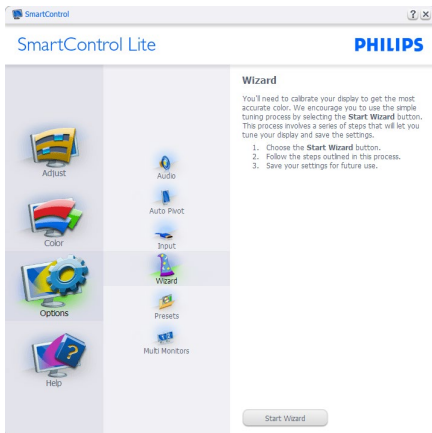 SmartControl
? x
SmartControl Lite
PHILIPS
Adjust
Color
Options
Help
Audio
Auto Pivot
Input
Wizard
Presets
Multi Monitors
Wizard
You'll need to calibrate your display to get the most
accurate color. We encourage you to use the simple
tuning process by selecting the Start Wizard button.
This process involves a series of steps that will let you
tune your display and save the settings.
1. Choose the Start Wizard button.
2. Follow the steps outlined in this process.
3. Save your settings for future use.
Start Wizard